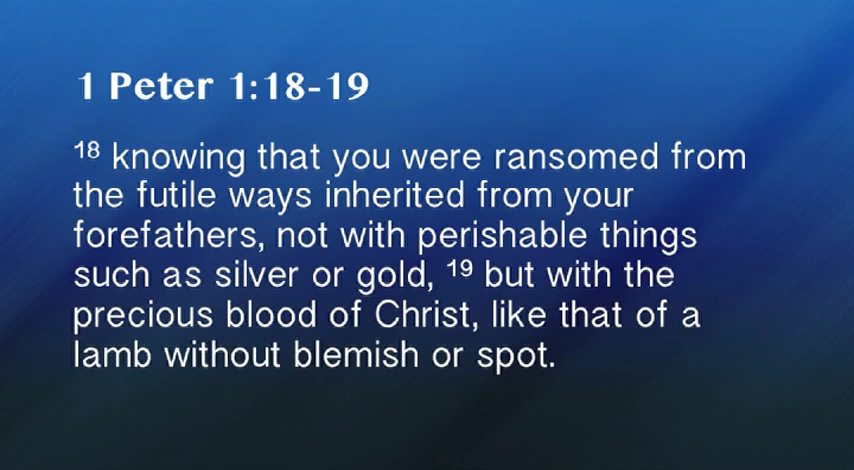 1 Peter 1:18-19
18 knowing that you were ransomed from
the futile ways inherited from your
forefathers, not with perishable things
such as silver or gold, 19 but with the
precious blood of Christ, like that of a
lamb without blemish or spot.